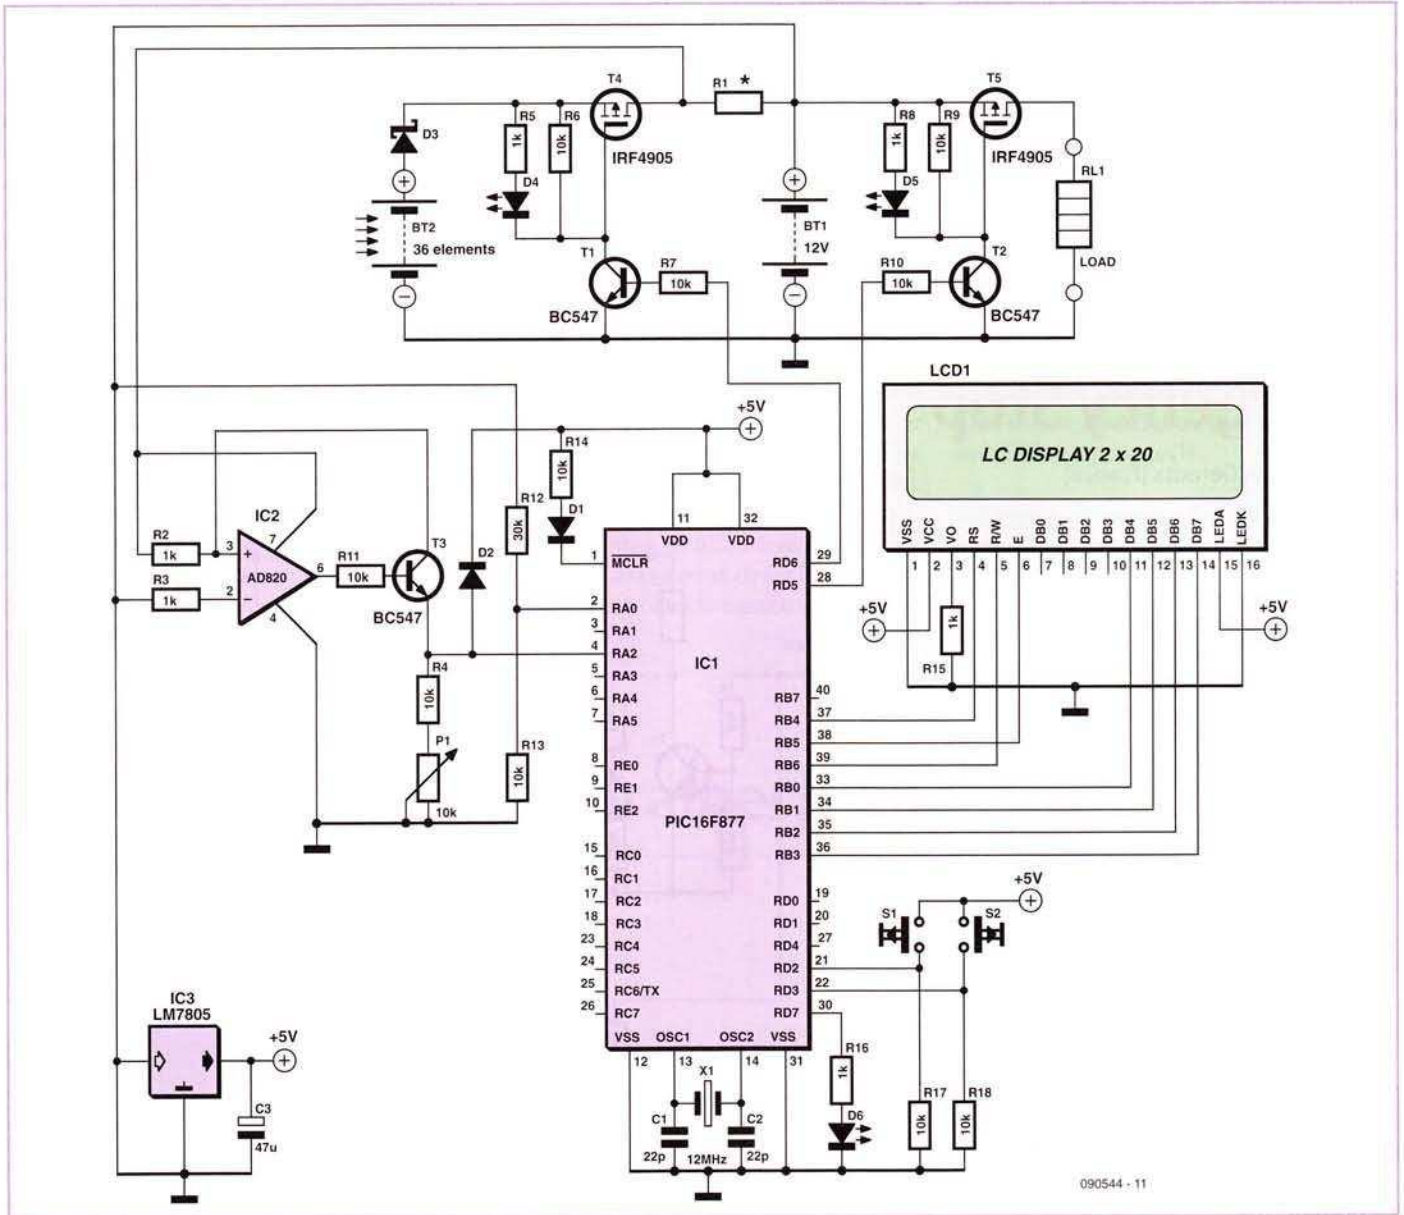 T4
R1 *
T5
D3
R5
1k
R6
10k
IRF4905
R8
1k
R9
10k
IRF4905
D4
D5
RL1
BT2
36 elements
BT1
12V
T1
R7
10k
R10
10k
T2
LOAD
BC547
BC547
LCD1
+5V
LC DISPLAY 2 x 20
R14
10k
R12
30k
IC2
D1
VSS VCC VO RS R/W E DB0 DB1 DB2 DB3 DB4 DB5 DB6 DB7 LEDA LEDK
1 2 3 4 5 6 7 8 9 10 11 12 13 14 15 16
11 32
VDD VDD
R2
1k
R3
1k
3 +
2 −
7
4
6
AD820
R11
10k
T3
BC547
D2
+5V
+5V
R15
1k
R4
10k
P1
10k
R13
10k
IC1
PIC16F877
1 MCLR
2 RA0
3 RA1
4 RA2
5 RA3
6 RA4
7 RA5
8 RE0
9 RE1
10 RE2
15 RC0
16 RC1
17 RC2
18 RC3
23 RC4
24 RC5
25 RC6/TX
26 RC7
RD6 29
RD5 28
RB7 40
RB4 37
RB5 38
RB6 39
RB0 33
RB1 34
RB2 35
RB3 36
RD0 19
RD1 20
RD4 27
RD2 21
RD3 22
RD7 30
VSS OSC1 OSC2 VSS
12 13 14 31
+5V
S1
S2
IC3
LM7805
+5V
C3
47u
X1
C1
22p
12MHz
C2
22p
R16
1k
D6
R17
10k
R18
10k
090544 - 11